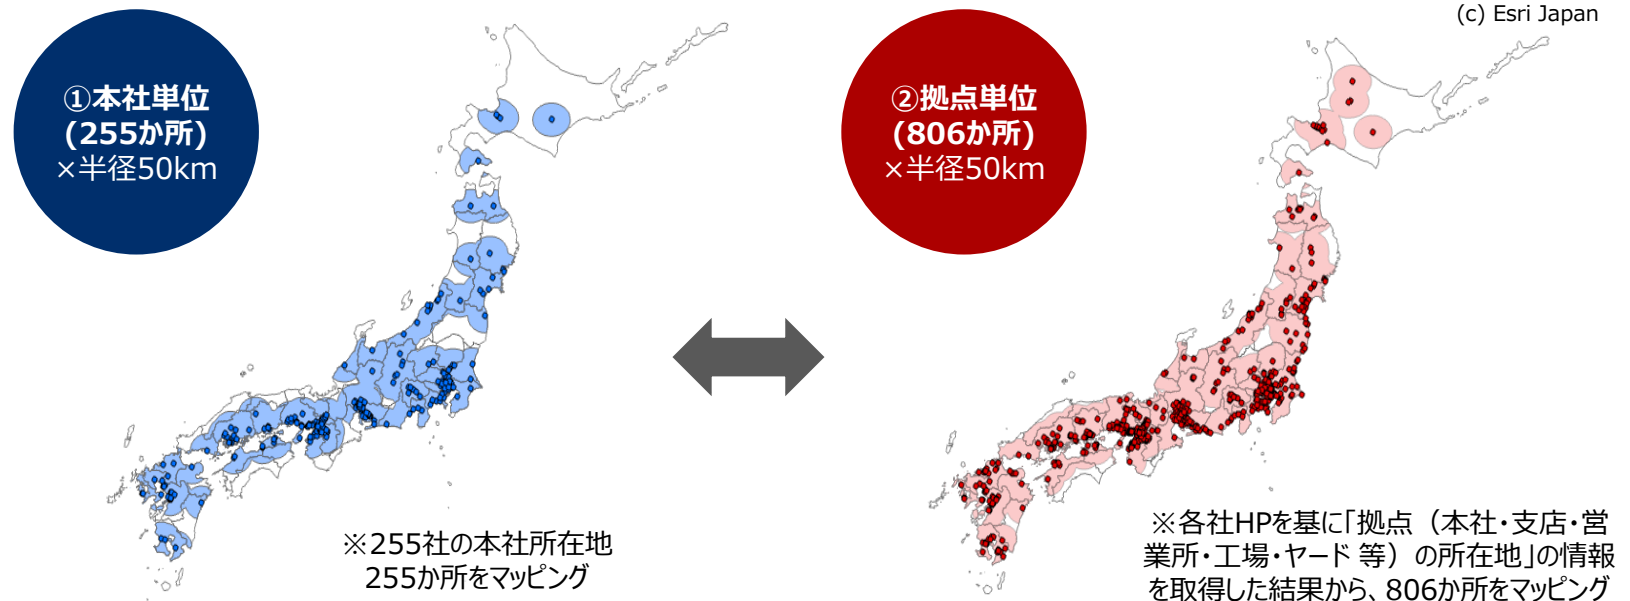 (c) Esri Japan
①本社単位
(255か所)
×半径50km
②拠点単位
(806か所)
×半径50km
※255社の本社所在地
255か所をマッピング
※各社HPを基に「拠点（本社・支店・営
業所・工場・ヤード 等）の所在地」の情報
を取得した結果から、806か所をマッピング